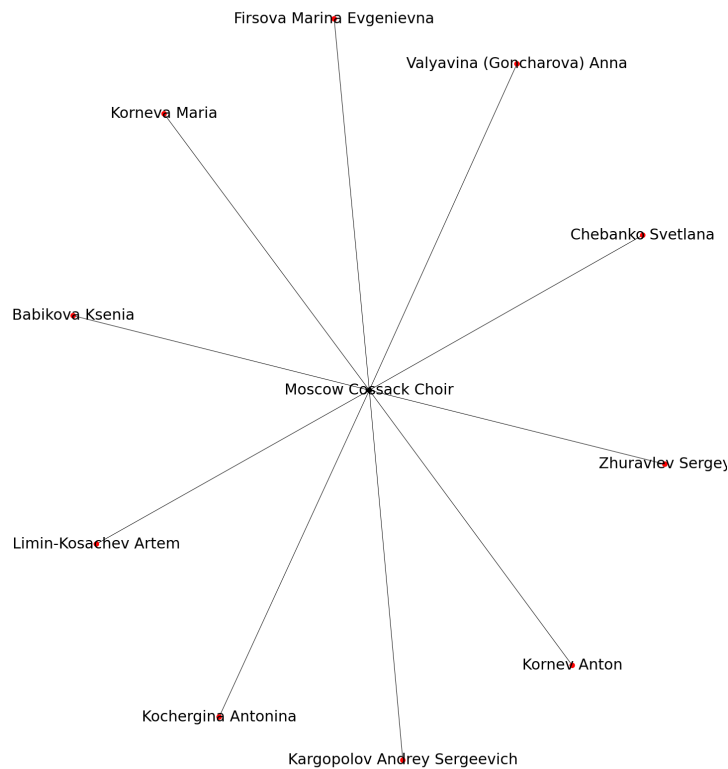 Firsova Marina Evgenievna
Valyavina (Goncharova) Anna
Korneva Maria
Chebanko Svetlana
Babikova Ksenia
Moscow Cossack Choir
Zhuravlev Sergey
Limin-Kosachev Artem
Kornev Anton
Kochergina Antonina
Kargopolov Andrey Sergeevich